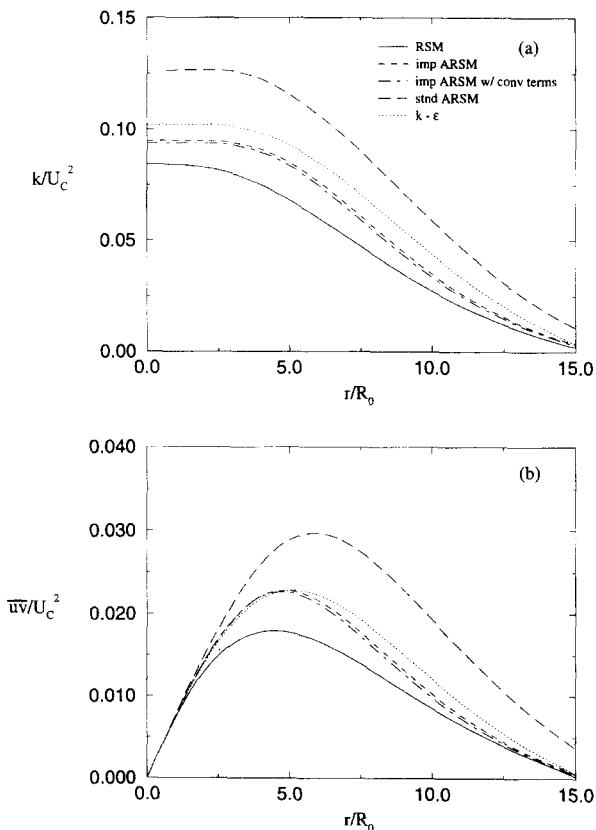 0.15
(a)
RSM
imp ARSM
imp ARSM w/ conv terms
stnd ARSM
k - ε
0.10
k/U_C^2
0.05
0.00
0.0 5.0 10.0 15.0
r/R_0
0.040
(b)
0.030
u̅v̅/U_C^2
0.020
0.010
0.000
0.0 5.0 10.0 15.0
r/R_0